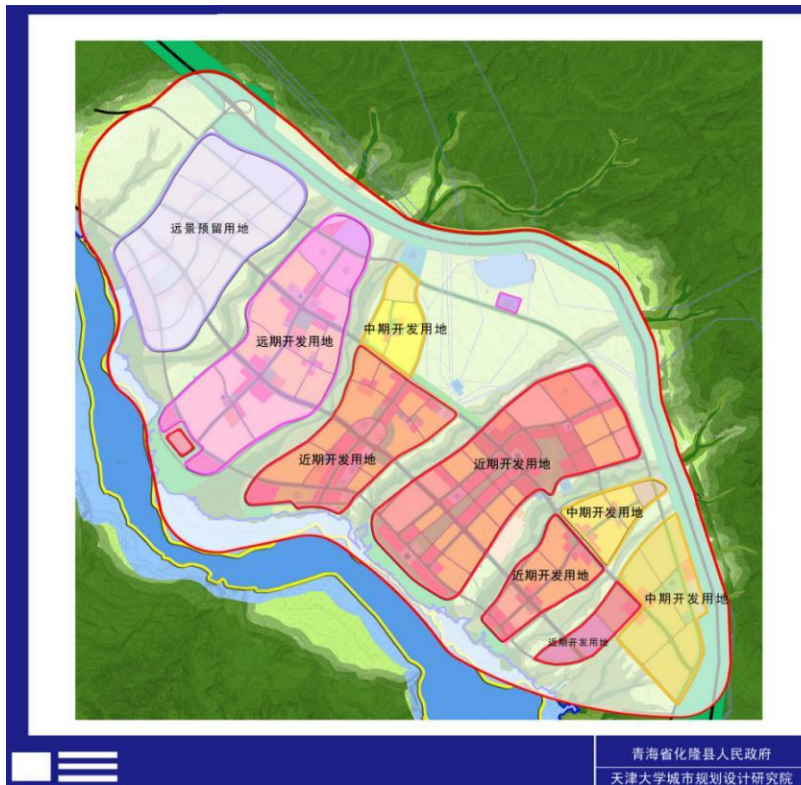 远景预留用地
中期开发用地
远期开发用地
近期开发用地
近期开发用地
中期开发用地
近期开发用地
中期开发用地
近期开发用地
青海省化隆县人民政府
天津大学城市规划设计研究院